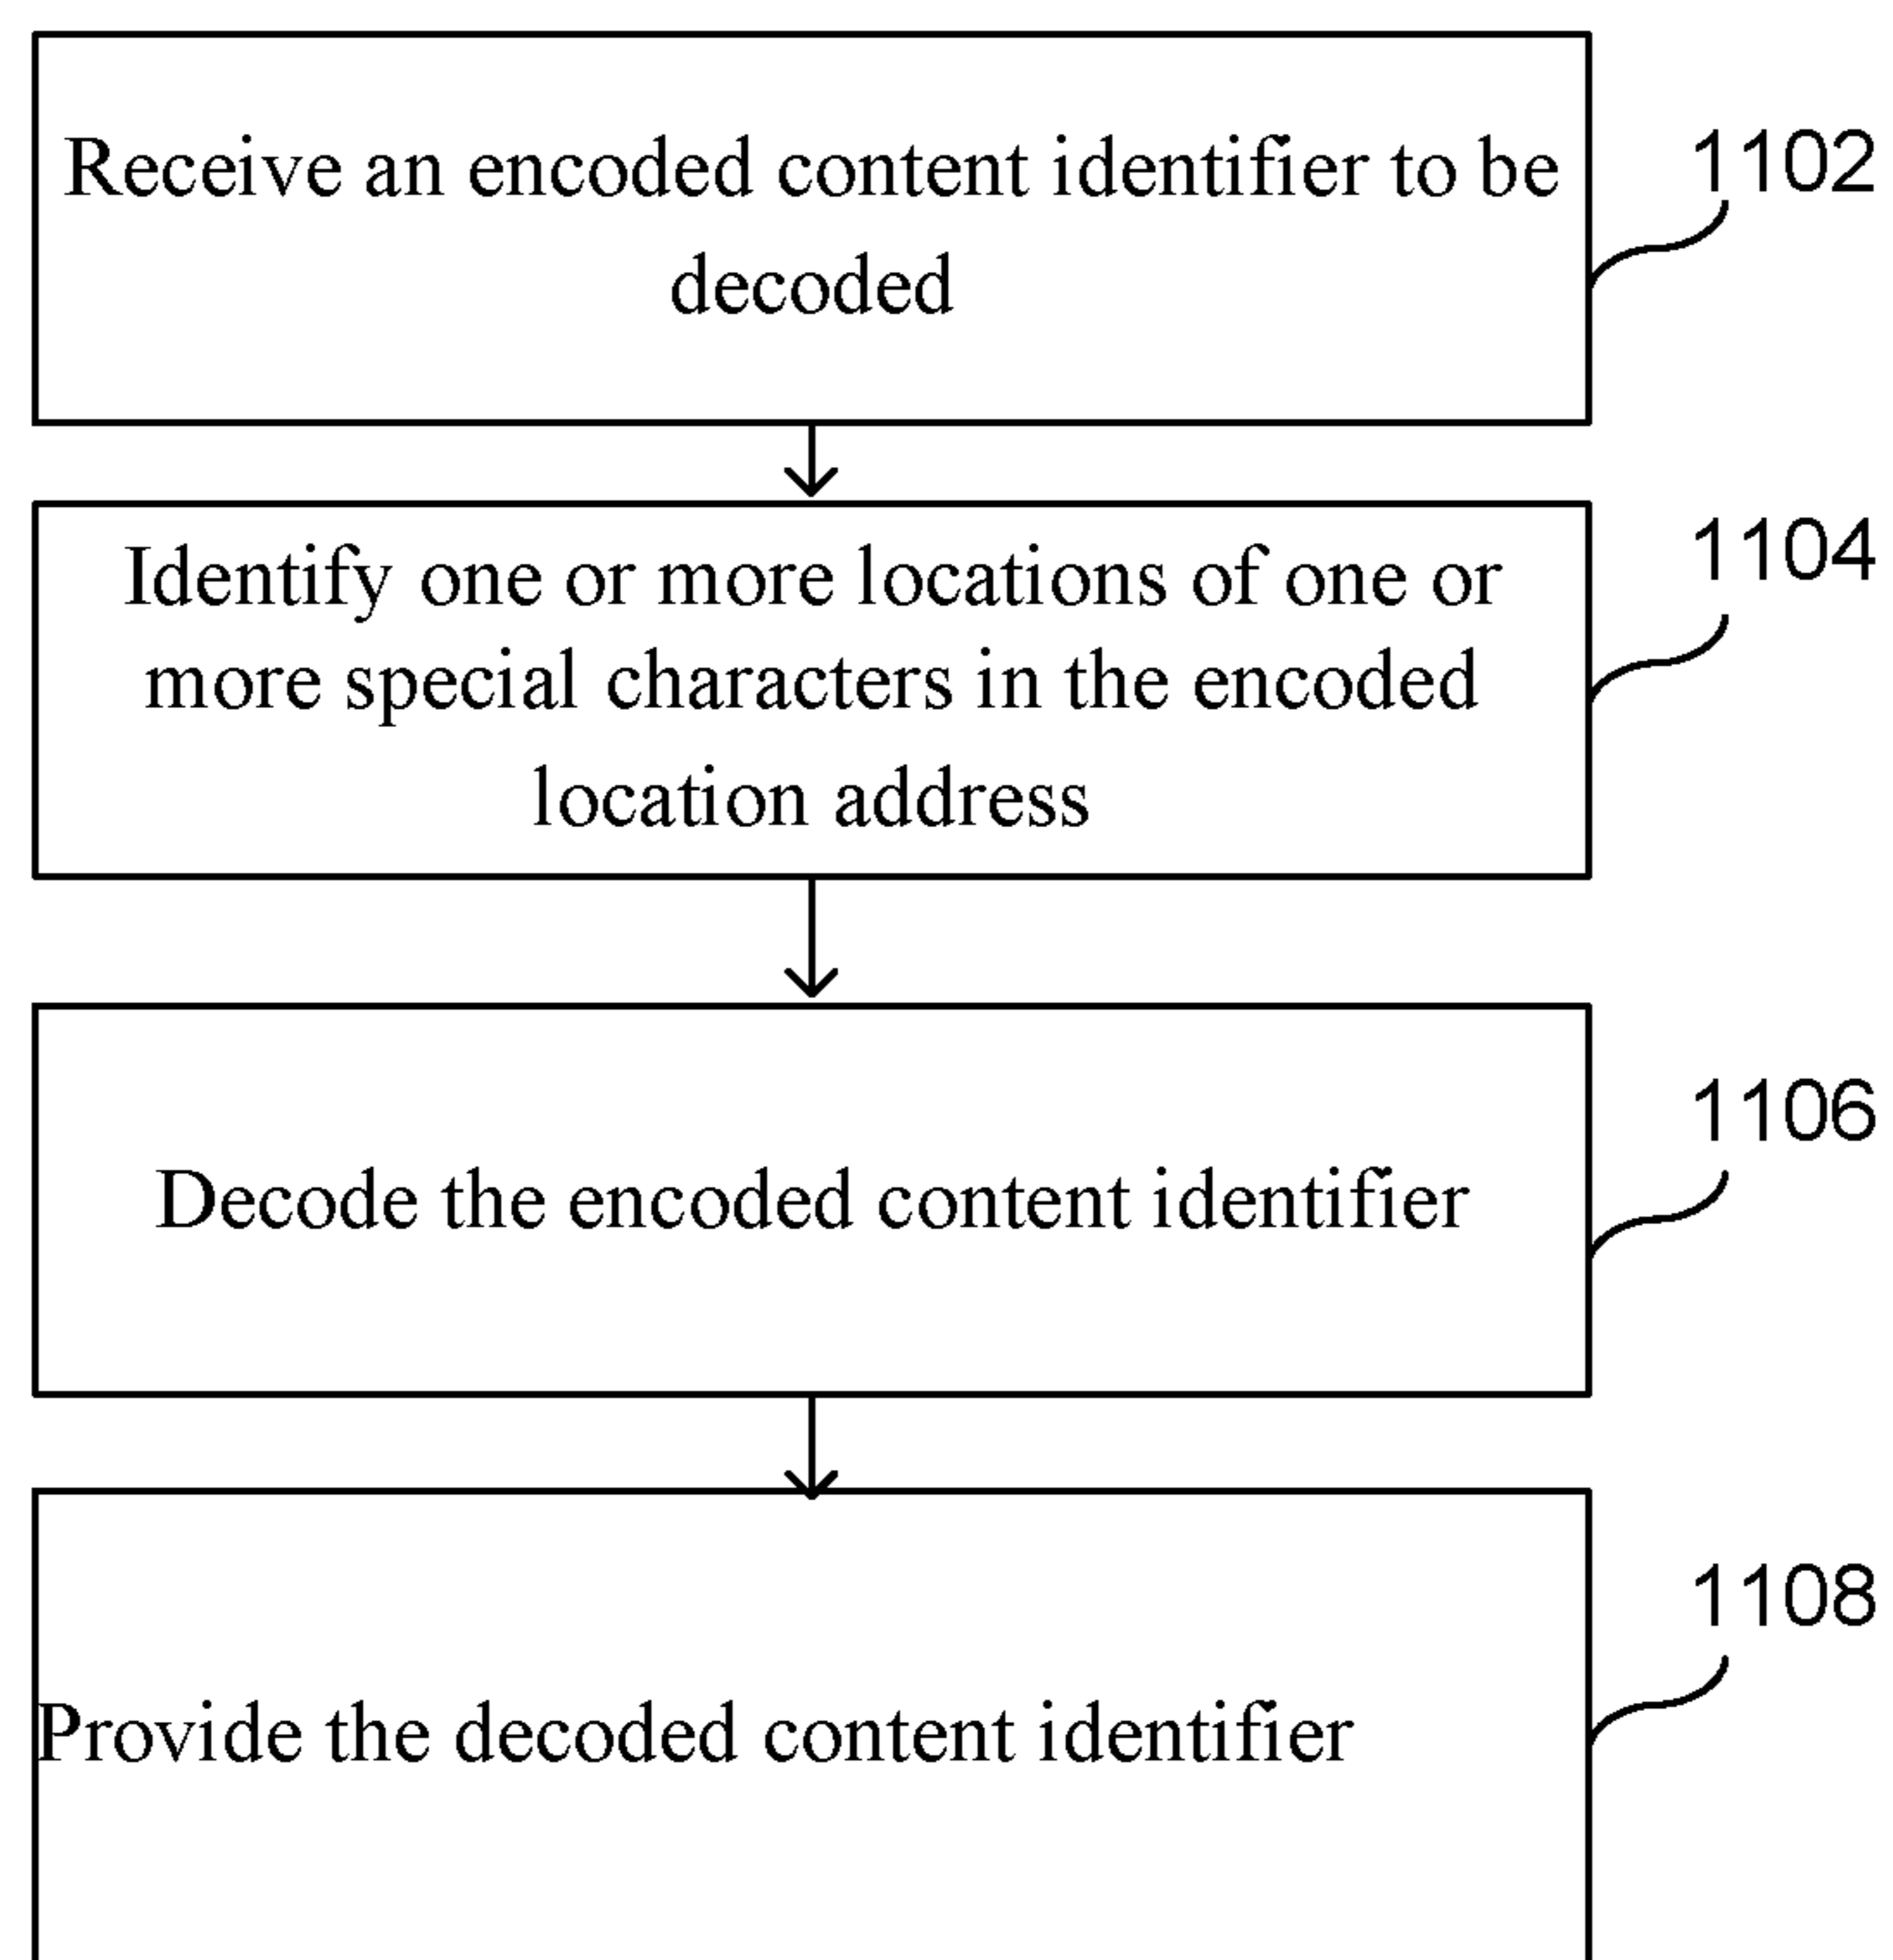 Receive an encoded content identifier to be
decoded
1102
Identify one or more locations of one or
more special characters in the encoded
location address
1104
Decode the encoded content identifier
1106
Provide the decoded content identifier
1108